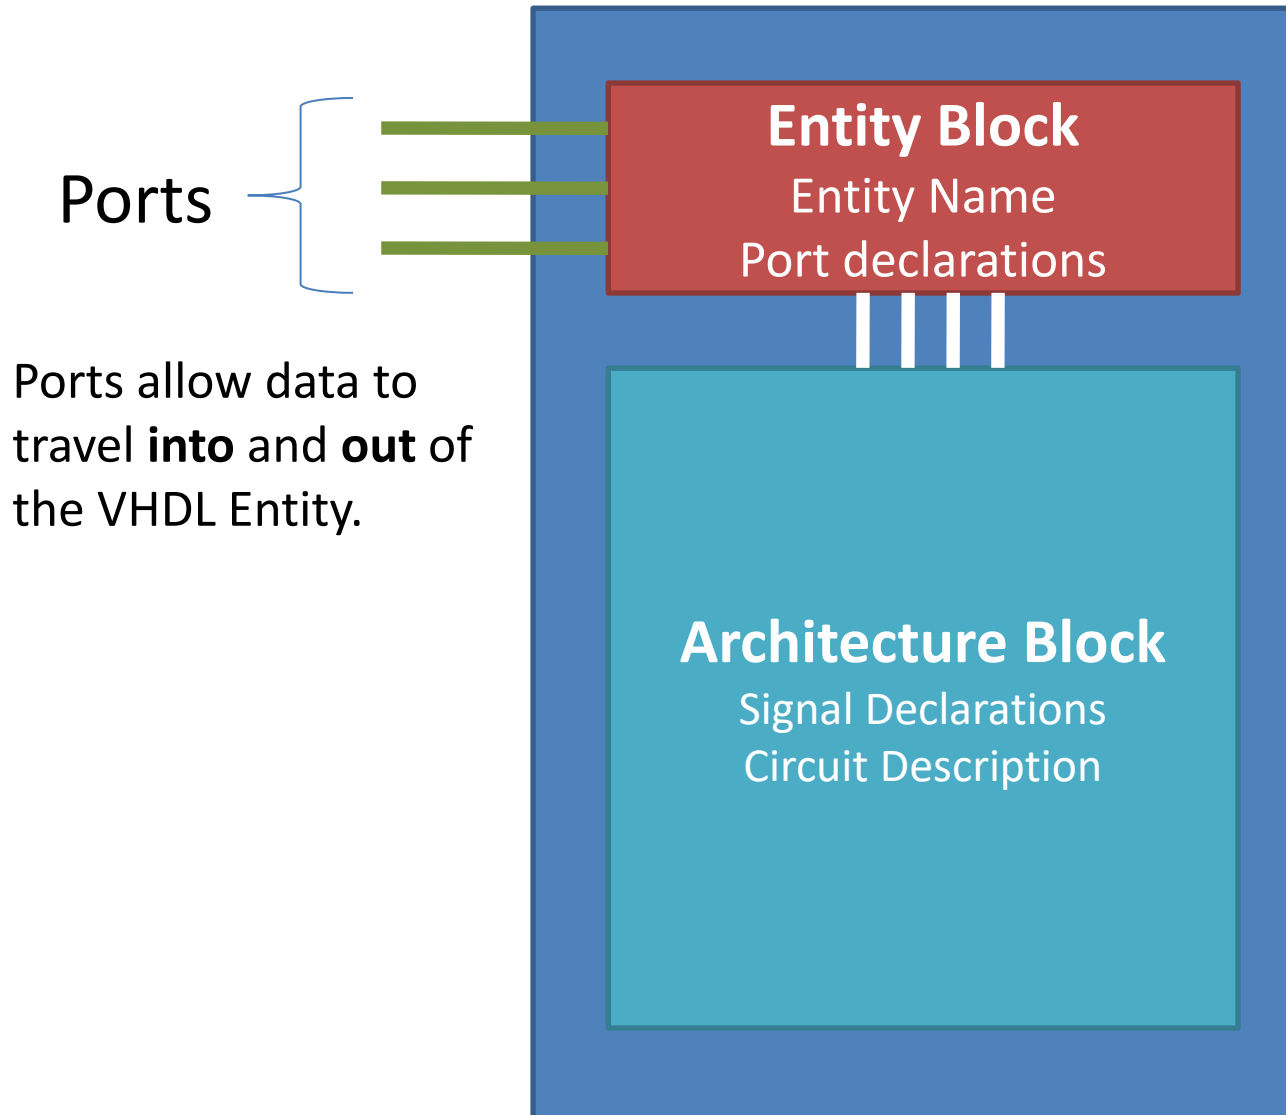 Ports
Ports allow data to
travel into and out of
the VHDL Entity.
Entity Block
Entity Name
Port declarations
Architecture Block
Signal Declarations
Circuit Description